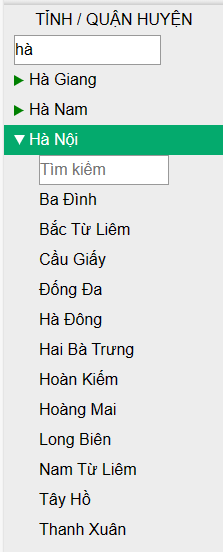 TỈNH / QUẬN HUYỆN
hà
Hà Giang
Hà Nam
Hà Nội
Tìm kiếm
Ba Đình
Bắc Từ Liêm
Cầu Giấy
Đống Đa
Hà Đông
Hai Bà Trưng
Hoàn Kiếm
Hoàng Mai
Long Biên
Nam Từ Liêm
Tây Hồ
Thanh Xuân